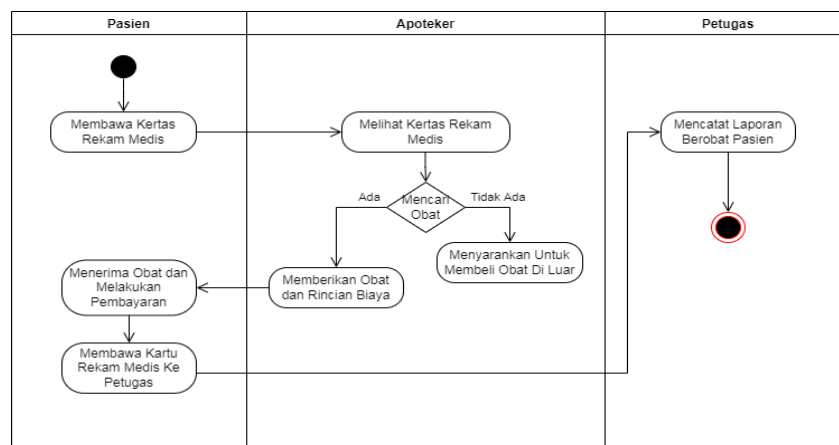 Pasien
Apoteker
Petugas
Membawa Kertas
Rekam Medis
Melihat Kertas Rekam
Medis
Mencatat Laporan
Berobat Pasien
Mencari
Obat
Ada
Tidak Ada
Menyarankan Untuk
Membeli Obat Di Luar
Memberikan Obat
dan Rincian Biaya
Menerima Obat dan
Melakukan
Pembayaran
Membawa Kartu
Rekam Medis Ke
Petugas